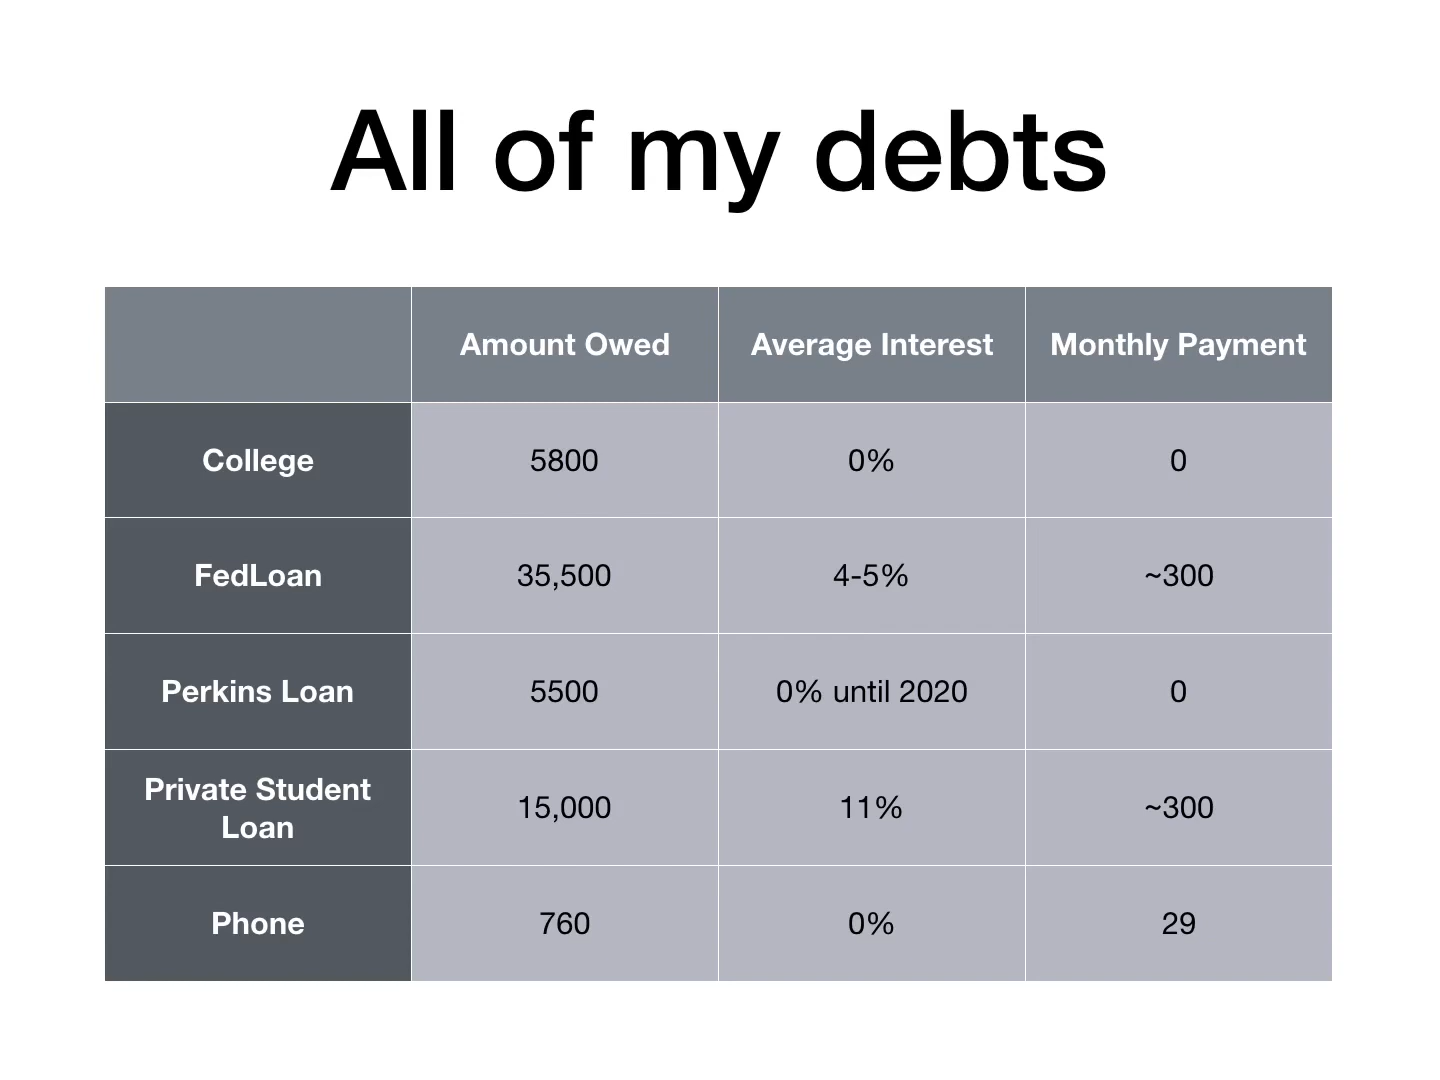 All of my debts
Amount Owed Average Interest Monthly Payment
College 5800 0% 0
FedLoan 35,500 4-5% ~300
Perkins Loan 5500 0% until 2020 0
Private Student
Loan 15,000 11% ~300
Phone 760 0% 29